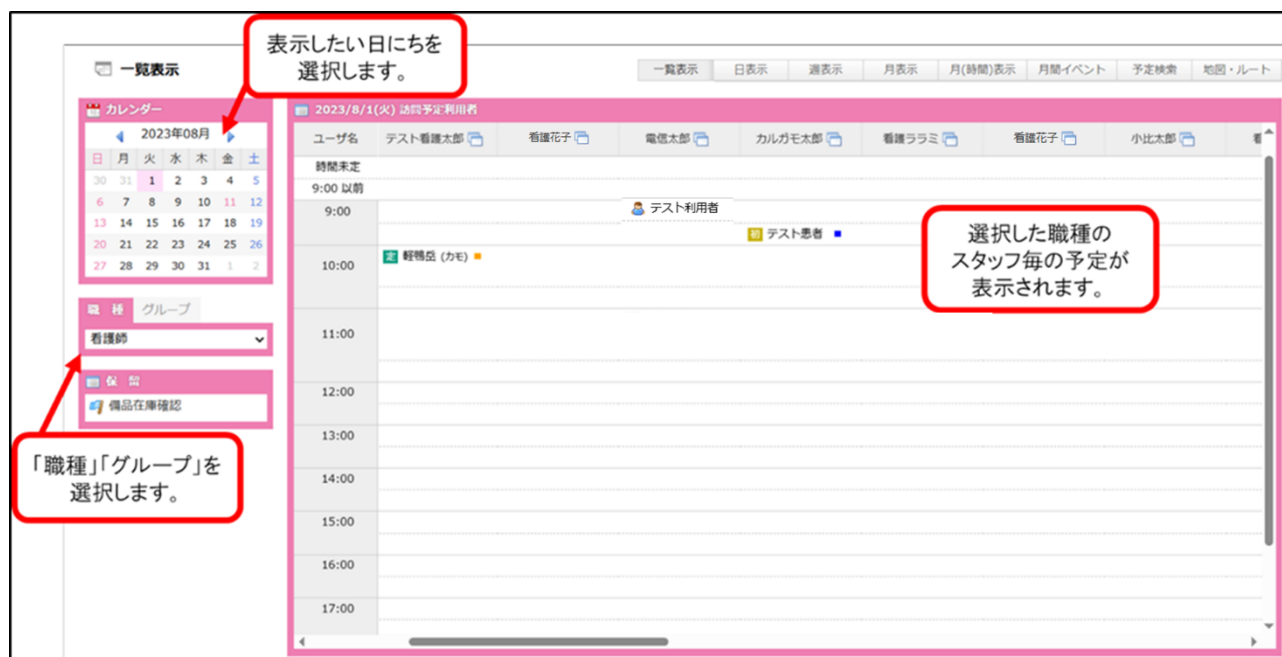 表示したい日にちを
選択します。
一覧表示
一覧表示 日表示 週表示 月表示 月(時間)表示 月間イベント 予定検索 地図・ルート
カレンダー
2023年08月
日 月 火 水 木 金 土
30 31 1 2 3 4 5
6 7 8 9 10 11 12
13 14 15 16 17 18 19
20 21 22 23 24 25 26
27 28 29 30 31 1 2
職 種 グループ
看護師
保 留
備品在庫確認
「職種」「グループ」を
選択します。
2023/8/1(火) 訪問予定利用者
ユーザ名 テスト看護太郎 看護花子 電信太郎 カルガモ太郎 看護ララミ 看護花子 小比太郎
時間未定
9:00 以前
9:00 テスト利用者
初 テスト患者
10:00 定 軽鴨岳 (カモ)
選択した職種の
スタッフ毎の予定が
表示されます。
11:00
12:00
13:00
14:00
15:00
16:00
17:00